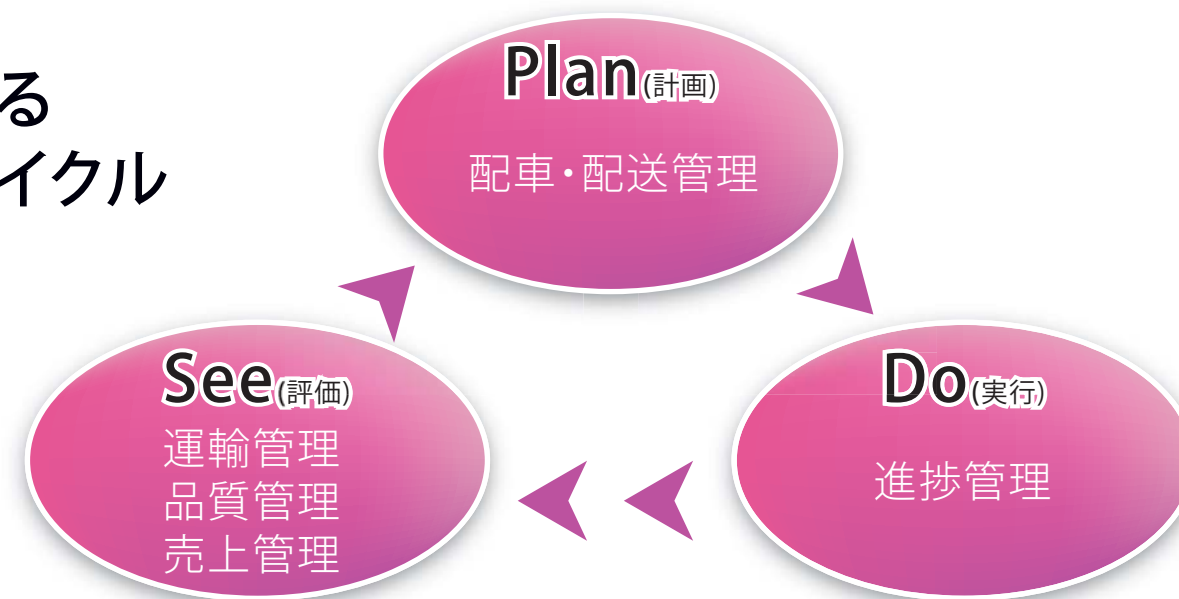 る
イクル
Plan(計画)
配車・配送管理
See(評価)
運輸管理
品質管理
売上管理
Do(実行)
進捗管理